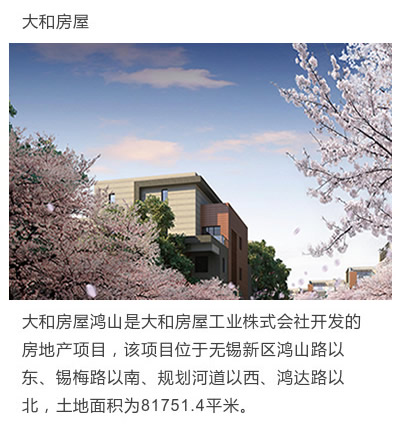 大和房屋
大和房屋鸿山是大和房屋工业株式会社开发的
房地产项目，该项目位于无锡新区鸿山路以
东、锡梅路以南、规划河道以西、鸿达路以
北，土地面积为81751.4平米。